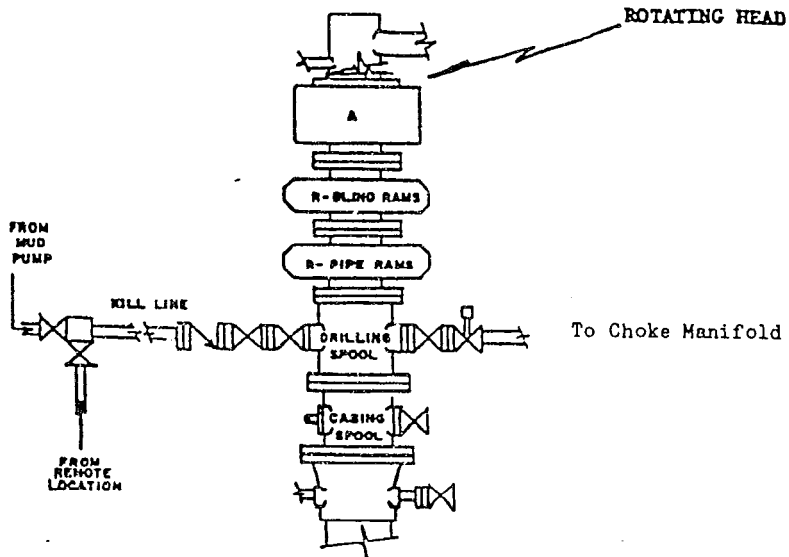 ROTATING HEAD
A
R-BLIND RAMS
R- PIPE RAMS
FROM
MUD
PUMP
KILL LINE
DRILLING
SPOOL
To Choke Manifold
CASING
SPOOL
FROM
REMOTE
LOCATION